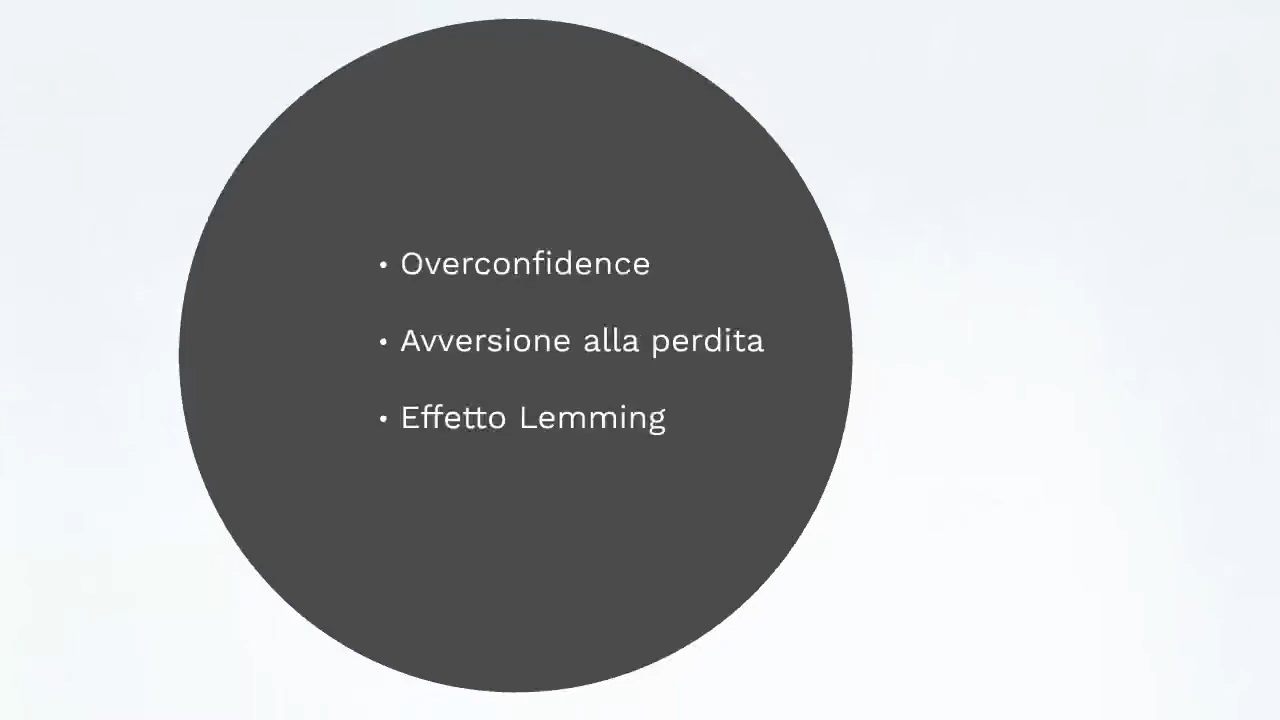 • Overconfidence
• Avversione alla perdita
• Effetto Lemming